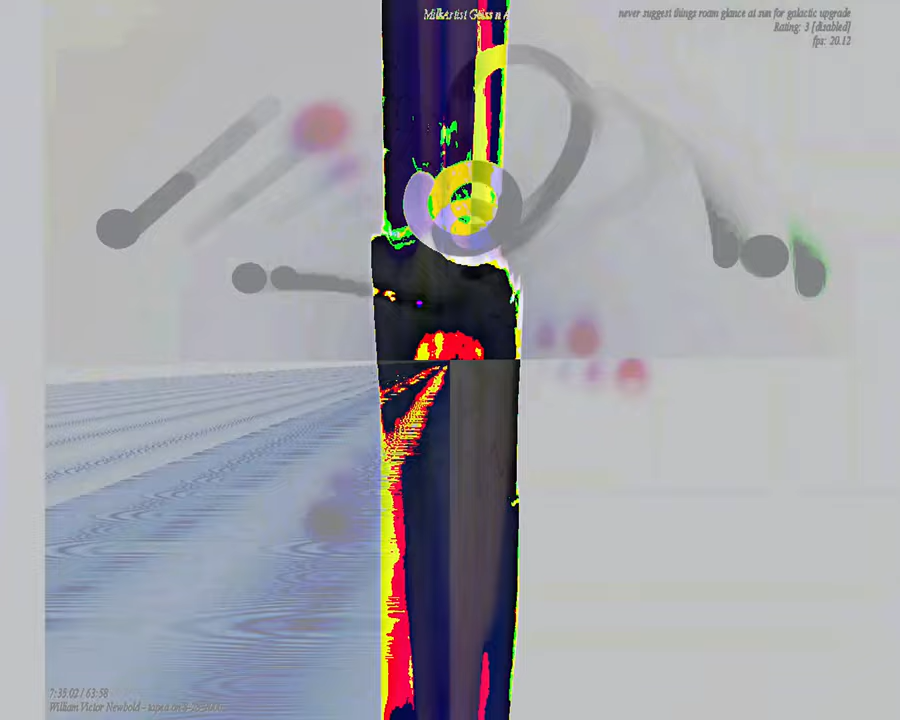 never suggest things roam glance at sun for galactic upgrade
Rating: 3 [disabled]
fps: 20.12
7:35:02 / 63:58
William Victor Newbold -